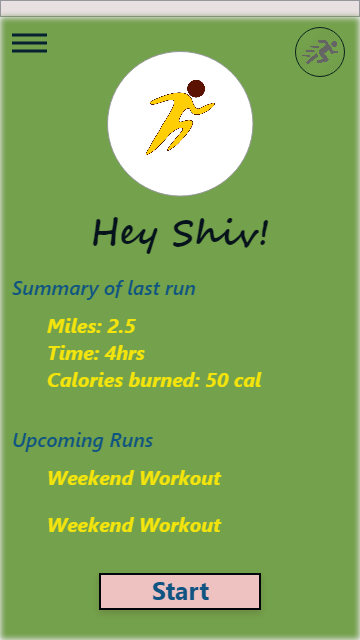 Hey Shiv!
Summary of last run
Miles: 2.5
Time: 4hrs
Calories burned: 50 cal
Upcoming Runs
Weekend Workout
Weekend Workout
Start